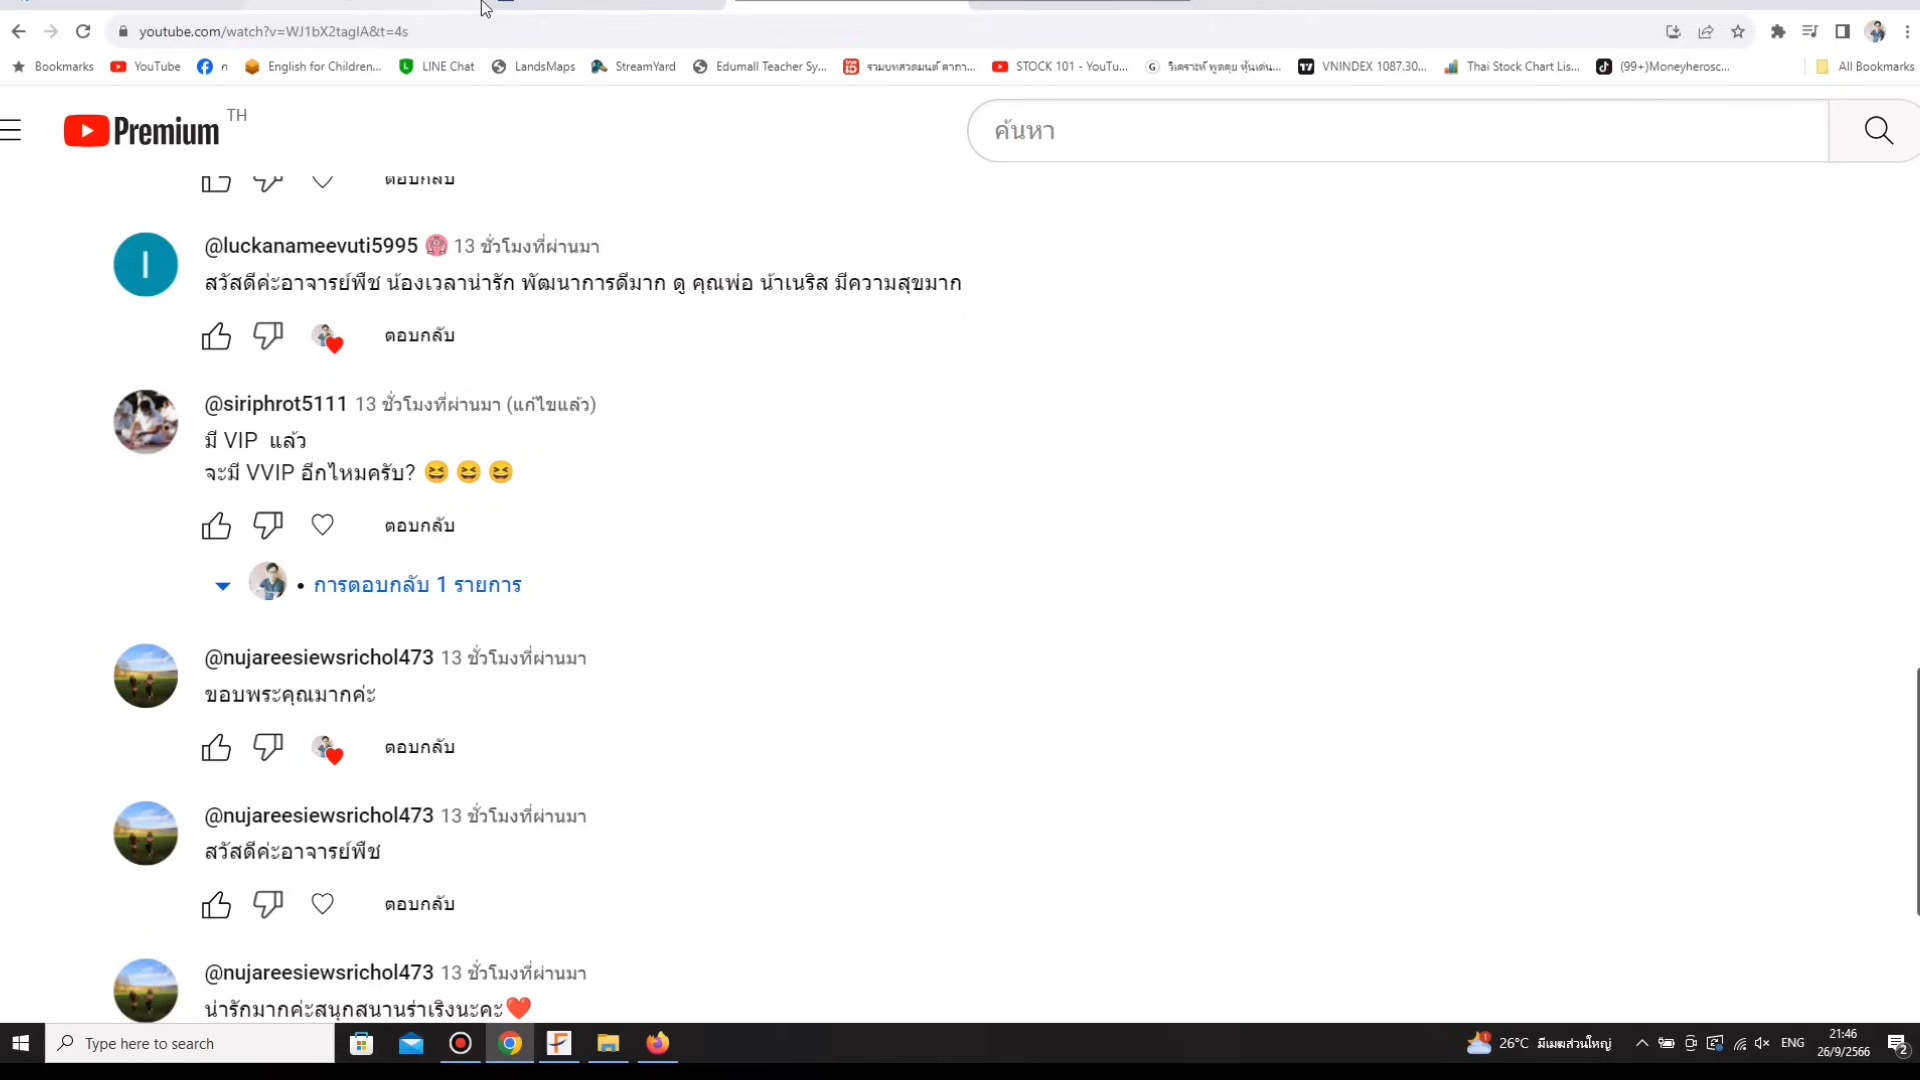 youtube.com/watch?v=WJ1bX2tagIA&t=4s
Bookmarks YouTube ก English for Children... LINE Chat LandsMaps StreamYard Edumall Teacher Sy... รวมบทสวดมนต์ คาถา... STOCK 101 - YouTu... วิเคราะห์ พูดคุย หุ้นเด่น... VNINDEX 1087.30... Thai Stock Chart Lis... (99+)Moneyherosc... All Bookmarks
Premium TH
ค้นหา
ตอบกลับ
@luckanameevuti5995 13 ชั่วโมงที่ผ่านมา
สวัสดีค่ะอาจารย์พีช น้องเวลาน่ารัก พัฒนาการดีมาก ดู คุณพ่อ น้าเนริส มีความสุขมาก
ตอบกลับ
@siriphrot5111 13 ชั่วโมงที่ผ่านมา (แก้ไขแล้ว)
มี VIP แล้ว
จะมี VVIP อีกไหมครับ? 😆 😆 😆
ตอบกลับ
• การตอบกลับ 1 รายการ
@nujareesiewsrichol473 13 ชั่วโมงที่ผ่านมา
ขอบพระคุณมากค่ะ
ตอบกลับ
@nujareesiewsrichol473 13 ชั่วโมงที่ผ่านมา
สวัสดีค่ะอาจารย์พีช
ตอบกลับ
@nujareesiewsrichol473 13 ชั่วโมงที่ผ่านมา
น่ารักมากค่ะสนุกสนานร่าเริงนะคะ❤️
Type here to search
26°C มีเมฆส่วนใหญ่ ENG
21:46
26/9/2566
2